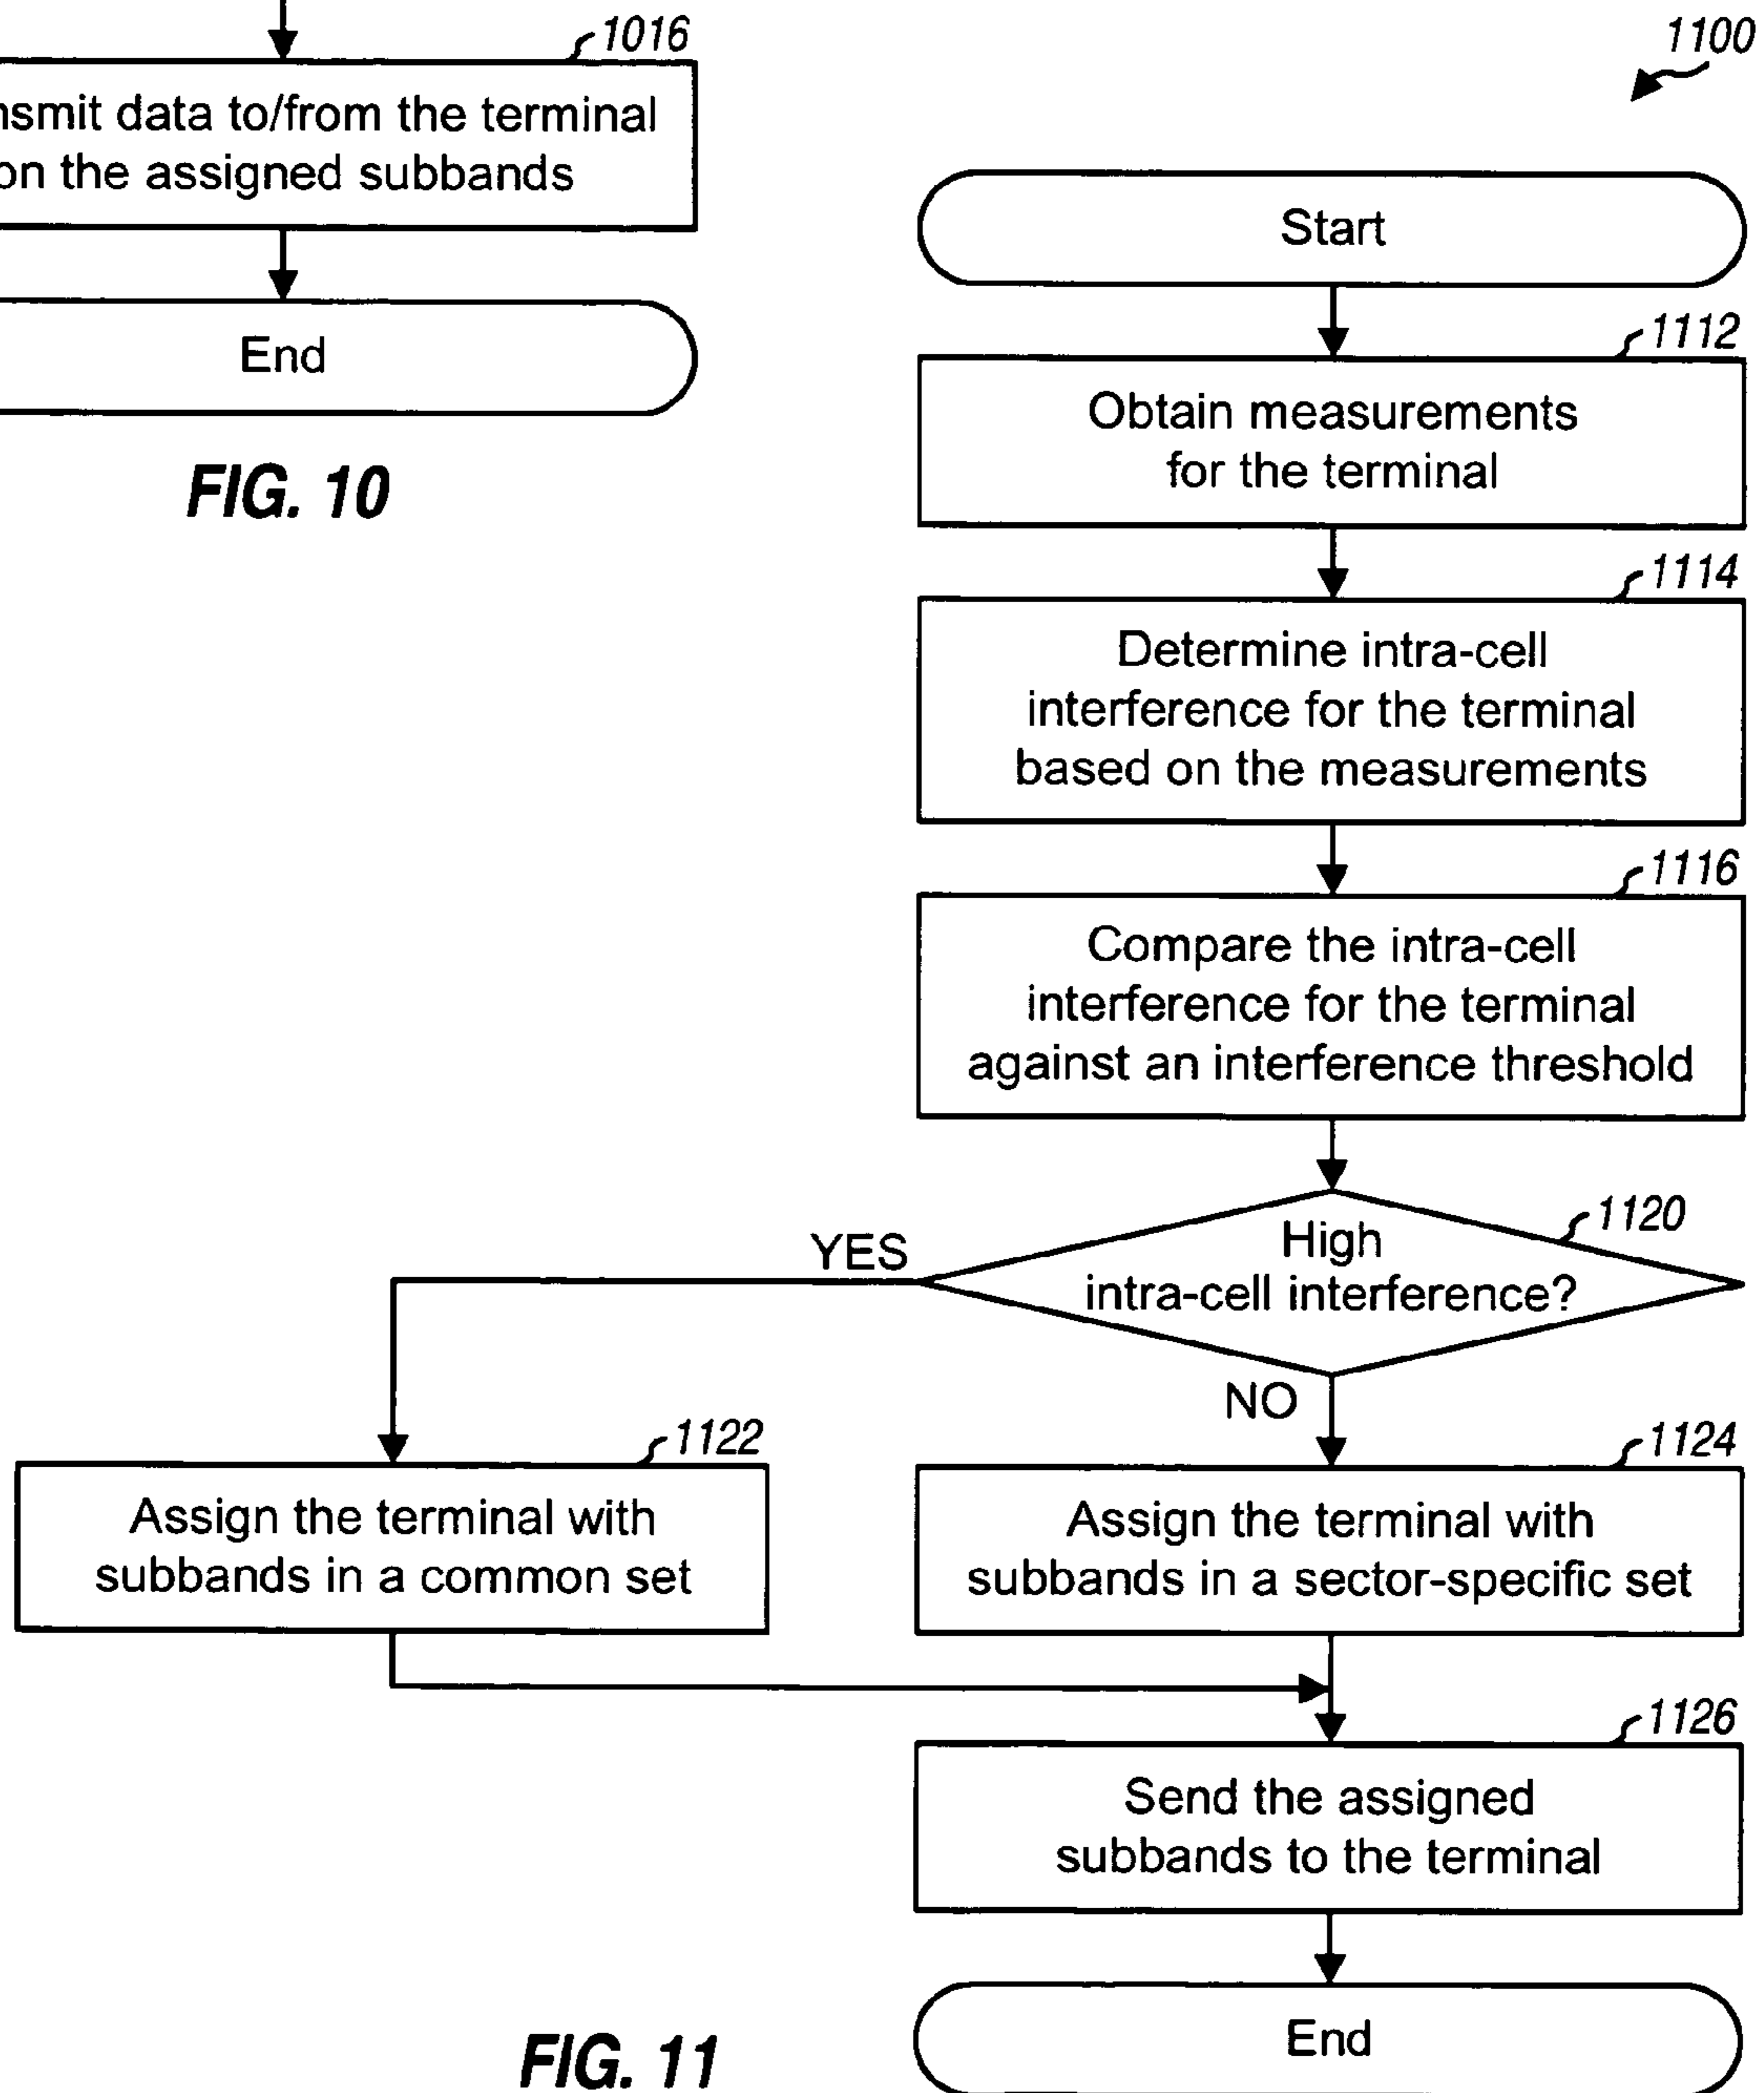 1016
nsmit data to/from the terminal
on the assigned subbands
End
FIG. 10
1100
Start
1112
Obtain measurements
for the terminal
1114
Determine intra-cell
interference for the terminal
based on the measurements
1116
Compare the intra-cell
interference for the terminal
against an interference threshold
1120
High
intra-cell interference?
YES
NO
1122
Assign the terminal with
subbands in a common set
1124
Assign the terminal with
subbands in a sector-specific set
1126
Send the assigned
subbands to the terminal
End
FIG. 11